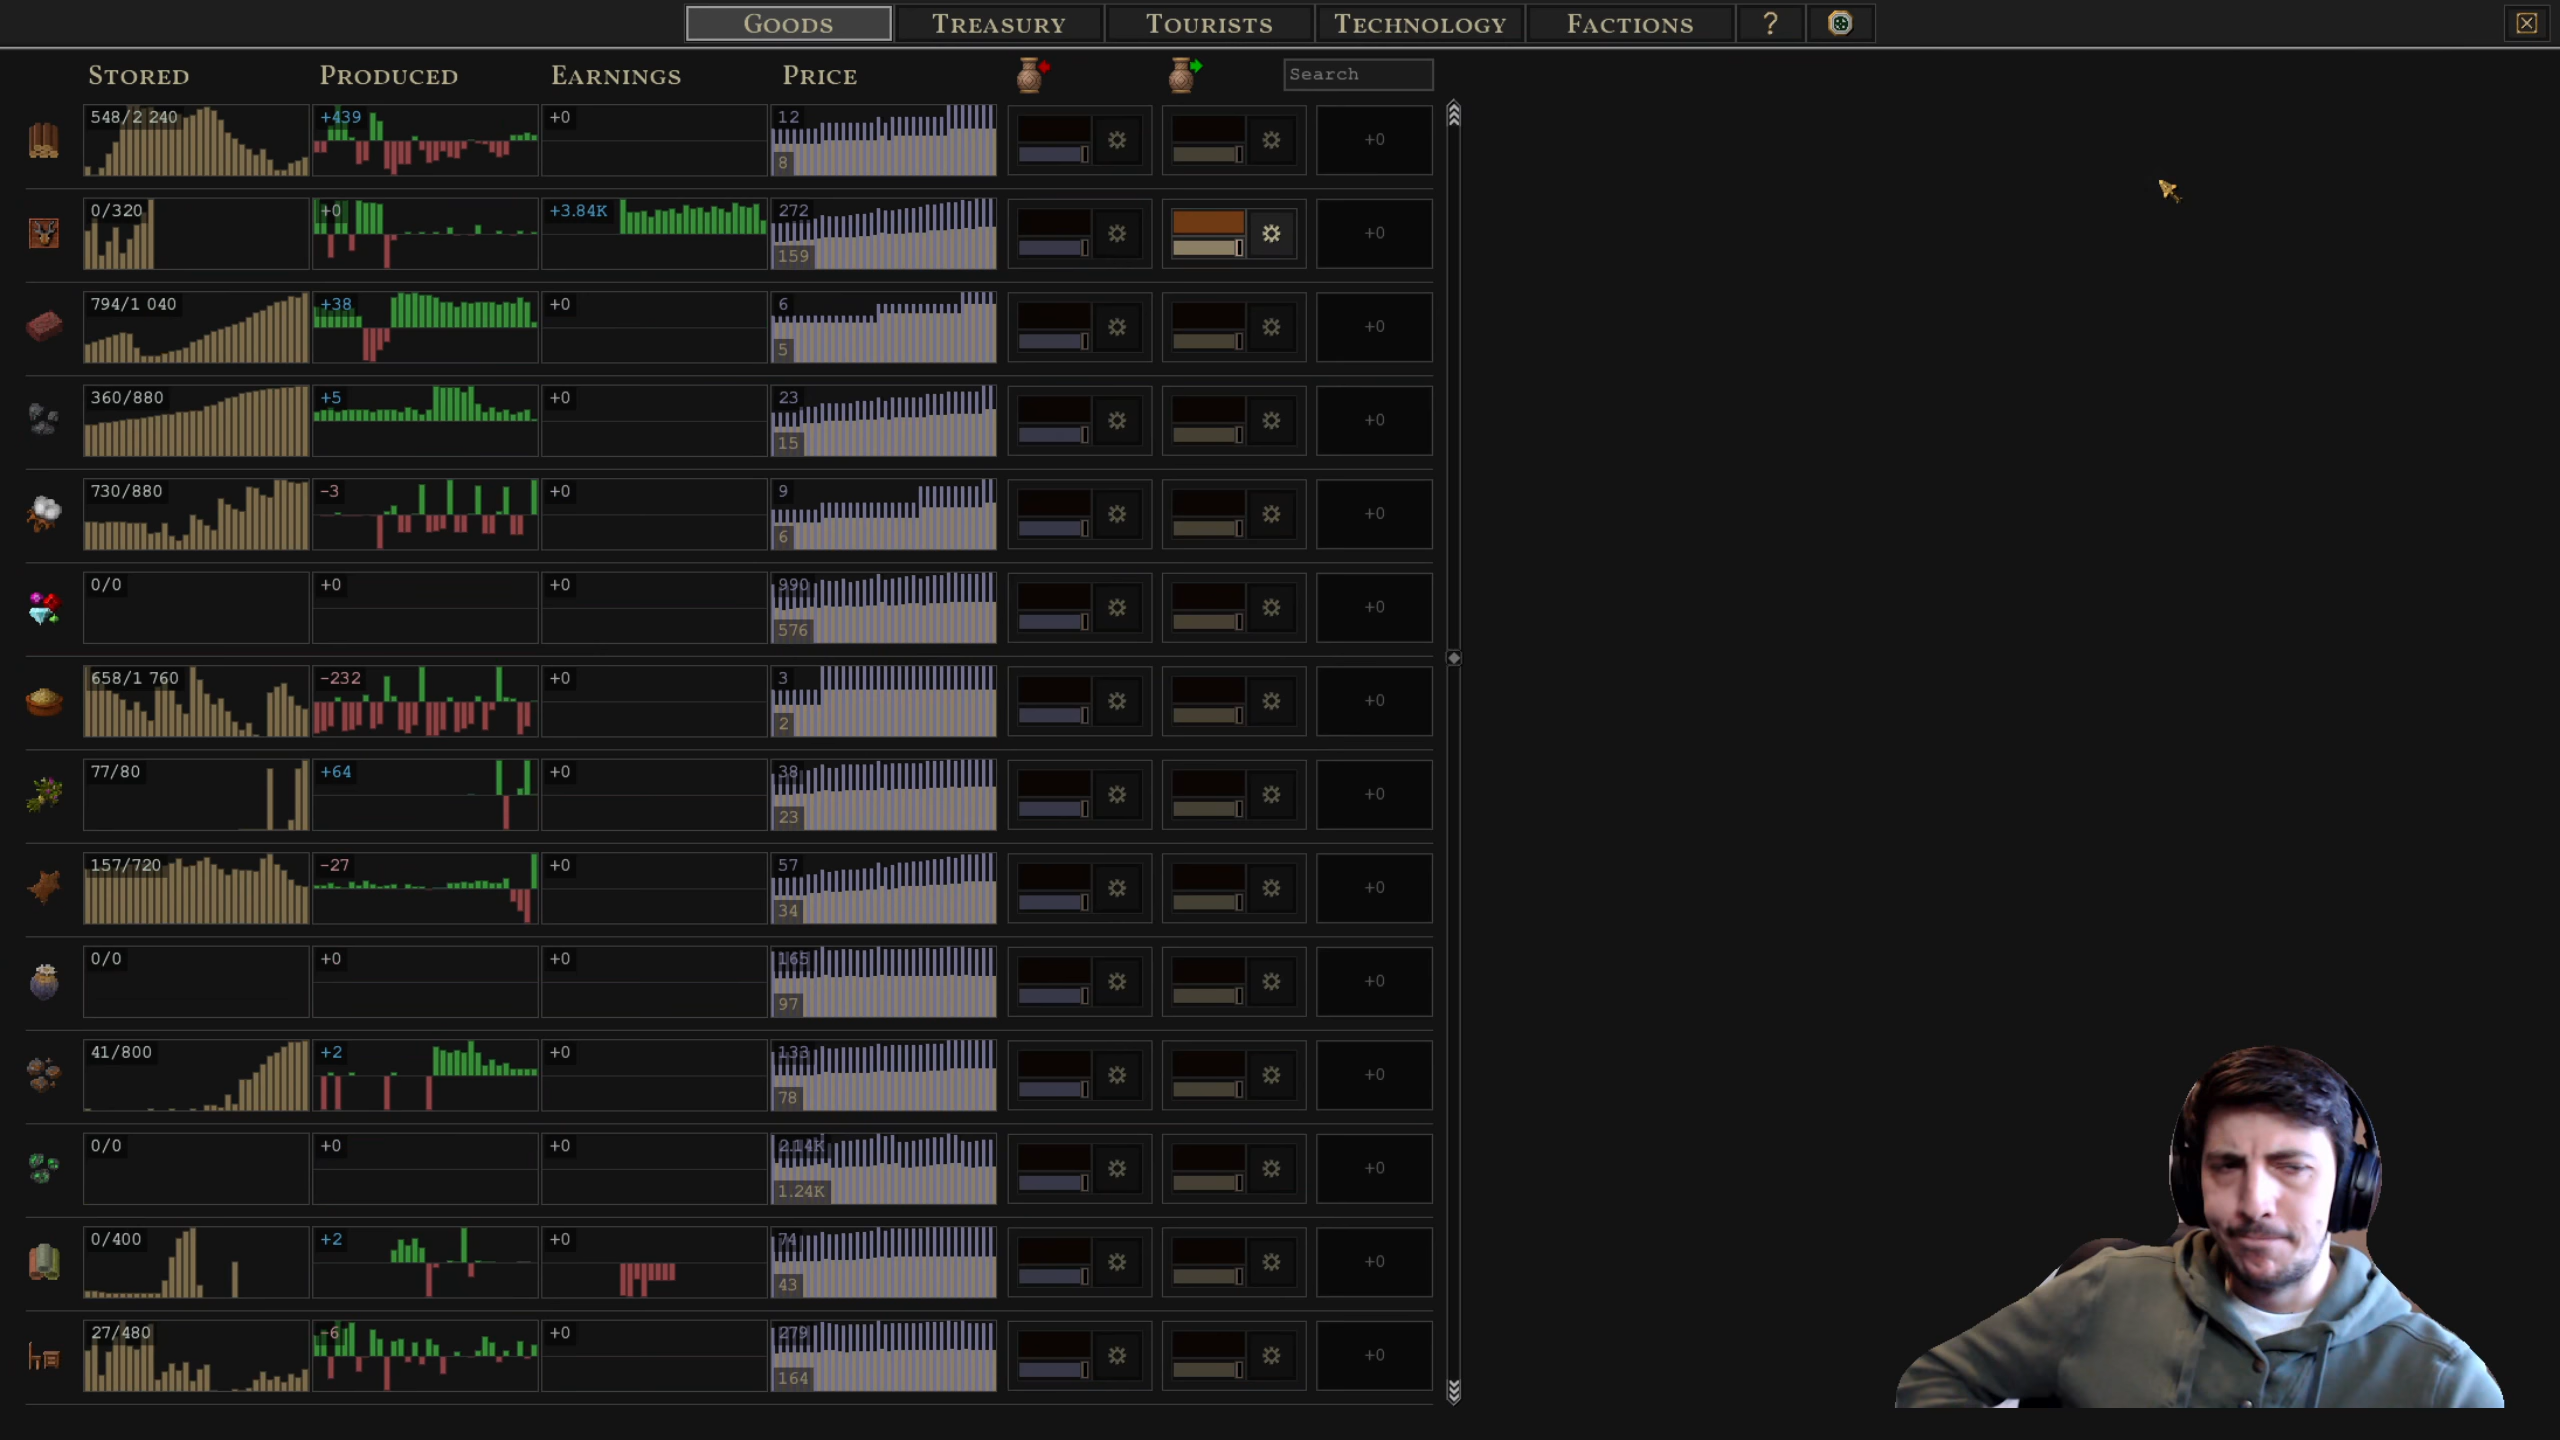 GOODS TREASURY TOURISTS TECHNOLOGY FACTIONS ?
STORED PRODUCED EARNINGS PRICE Search
548/2 240 +439 +0 12 +0
8
0/320 +0 +3.84K 272 +0
159
794/1 040 +38 +0 6 +0
5
360/880 +5 +0 23 +0
15
730/880 -3 +0 9 +0
6
0/0 +0 +0 990 +0
576
658/1 760 -232 +0 3 +0
2
77/80 +64 +0 38 +0
23
157/720 -27 +0 57 +0
34
0/0 +0 +0 165 +0
97
41/800 +2 +0 133 +0
78
0/0 +0 +0 2.14K +0
1.24K
0/400 +2 +0 74 +0
43
27/480 -6 +0 279 +0
164